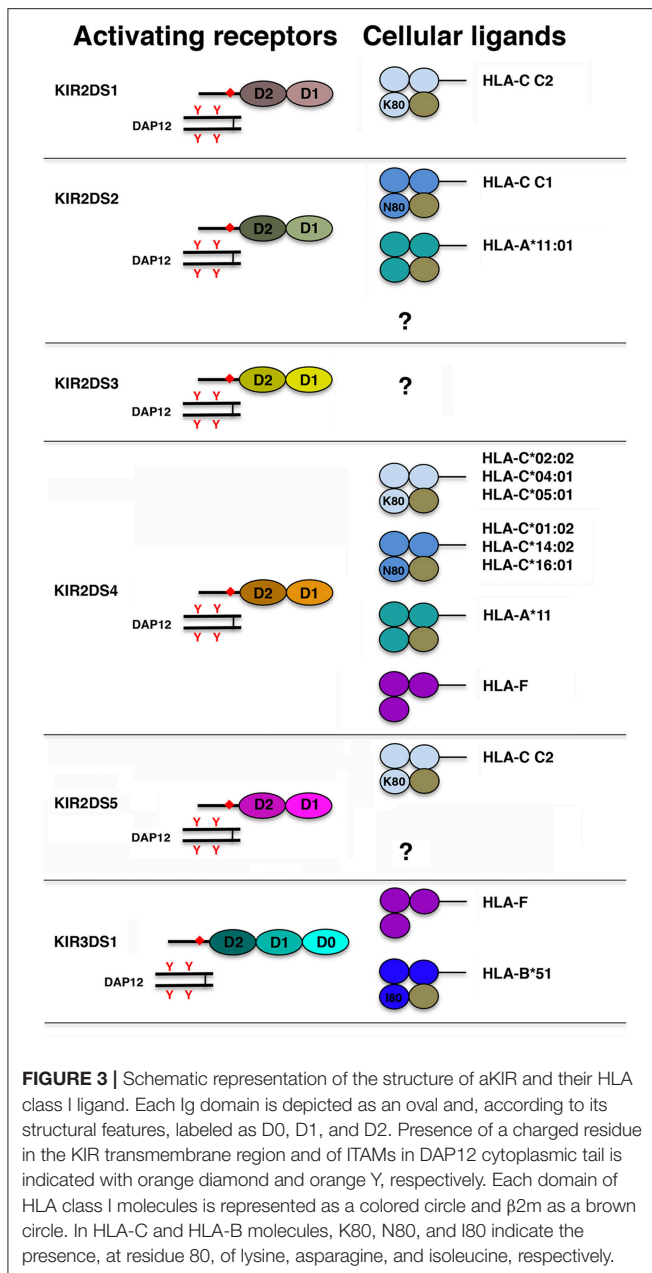 Activating receptors Cellular ligands
KIR2DS1
D2 D1
Y Y
DAP12
Y Y
K80
HLA-C C2
KIR2DS2
D2 D1
Y Y
DAP12
Y Y
N80
HLA-C C1
HLA-A*11:01
?
KIR2DS3
D2 D1
Y Y
DAP12
Y Y
?
KIR2DS4
D2 D1
Y Y
DAP12
Y Y
K80
HLA-C*02:02
HLA-C*04:01
HLA-C*05:01
N80
HLA-C*01:02
HLA-C*14:02
HLA-C*16:01
HLA-A*11
HLA-F
KIR2DS5
D2 D1
Y Y
DAP12
Y Y
K80
HLA-C C2
?
KIR3DS1
D2 D1 D0
Y Y
DAP12
Y Y
HLA-F
I80
HLA-B*51
FIGURE 3 | Schematic representation of the structure of aKIR and their HLA
class I ligand. Each Ig domain is depicted as an oval and, according to its
structural features, labeled as D0, D1, and D2. Presence of a charged residue
in the KIR transmembrane region and of ITAMs in DAP12 cytoplasmic tail is
indicated with orange diamond and orange Y, respectively. Each domain of
HLA class I molecules is represented as a colored circle and β2m as a brown
circle. In HLA-C and HLA-B molecules, K80, N80, and I80 indicate the
presence, at residue 80, of lysine, asparagine, and isoleucine, respectively.